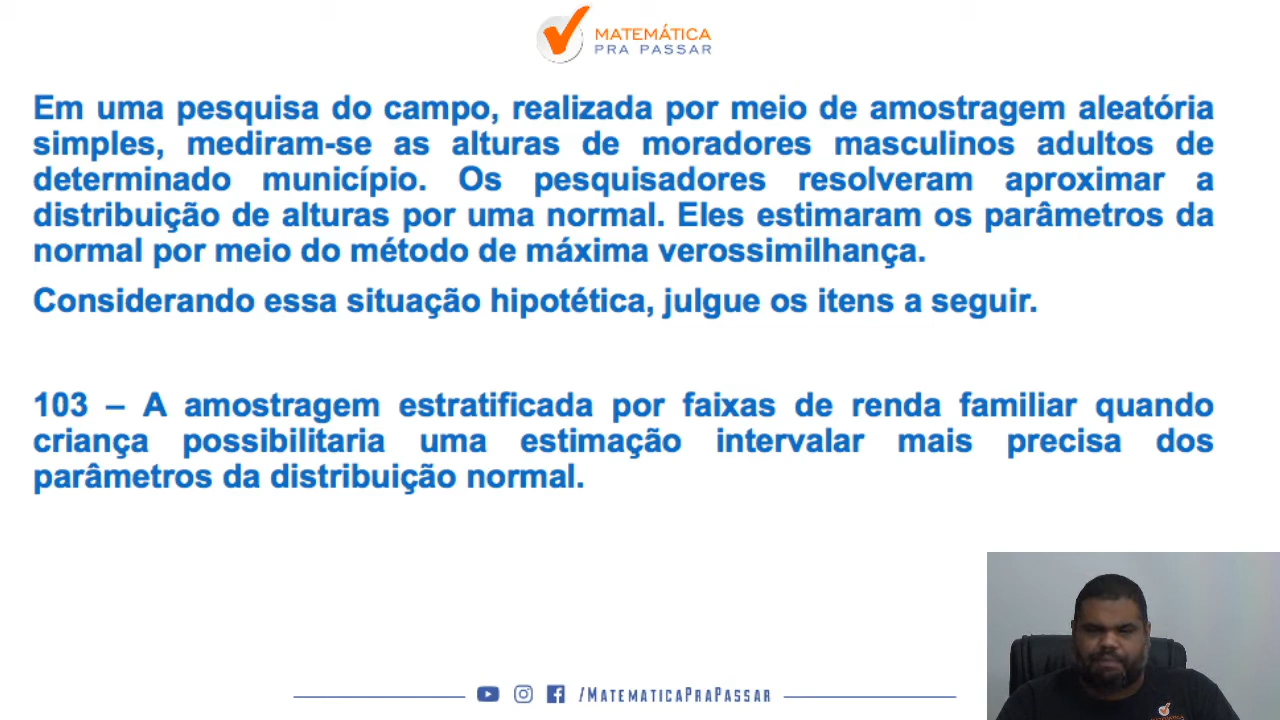 MATEMÁTICA
PRA PASSAR
Em uma pesquisa do campo, realizada por meio de amostragem aleatória
simples, mediram-se as alturas de moradores masculinos adultos de
determinado município. Os pesquisadores resolveram aproximar a
distribuição de alturas por uma normal. Eles estimaram os parâmetros da
normal por meio do método de máxima verossimilhança.
Considerando essa situação hipotética, julgue os itens a seguir.
103 – A amostragem estratificada por faixas de renda familiar quando
criança possibilitaria uma estimação intervalar mais precisa dos
parâmetros da distribuição normal.
/MATEMATICAPRAPASSAR